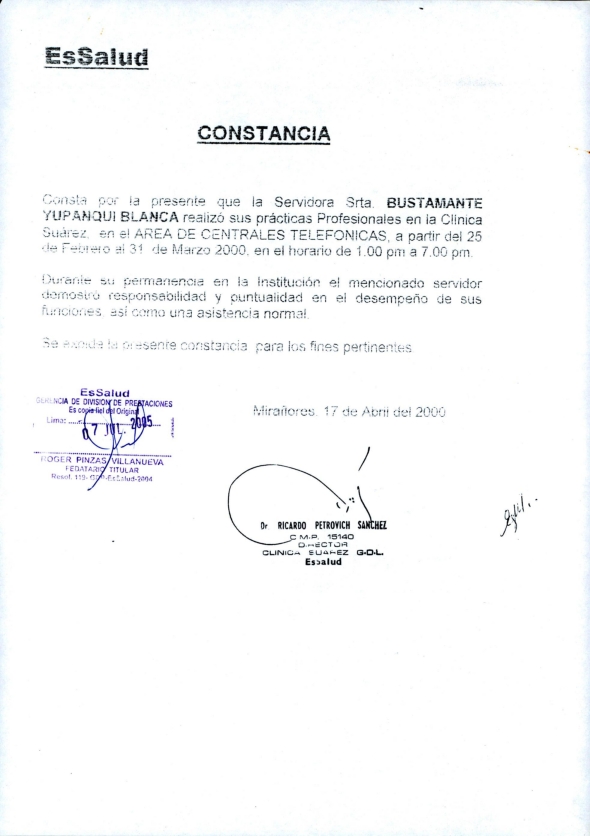 EsSalud
CONSTANCIA
Consta por la presente que la Servidora Srta. BUSTAMANTE
YUPANQUI BLANCA realizó sus prácticas Profesionales en la Clinica
Suárez, en el AREA DE CENTRALES TELEFONICAS, a partir del 25
de Febrero al 31 de Marzo 2000, en el horario de 1.00 pm a 7.00 pm.
Durante su permanencia en la Institución el mencionado servidor
demostró responsabilidad y puntualidad en el desempeño de sus
funciones, así como una asistencia normal.
Se expide la presente constancia para los fines pertinentes
Miraflores, 17 de Abril del 2000
EsSalud
GERENCIA DE DIVISION DE PRESTACIONES
Es copia fiel del Original
Lima: 07 JUL. 2005
ROGER PINZAS VILLANUEVA
FEDATARIO TITULAR
Resol. 119- GDP-EsSalud-2004
Dr. RICARDO PETROVICH SANCHEZ
C.M.P. 15140
DIRECTOR
CLINICA SUAREZ G-D-L.
Essalud